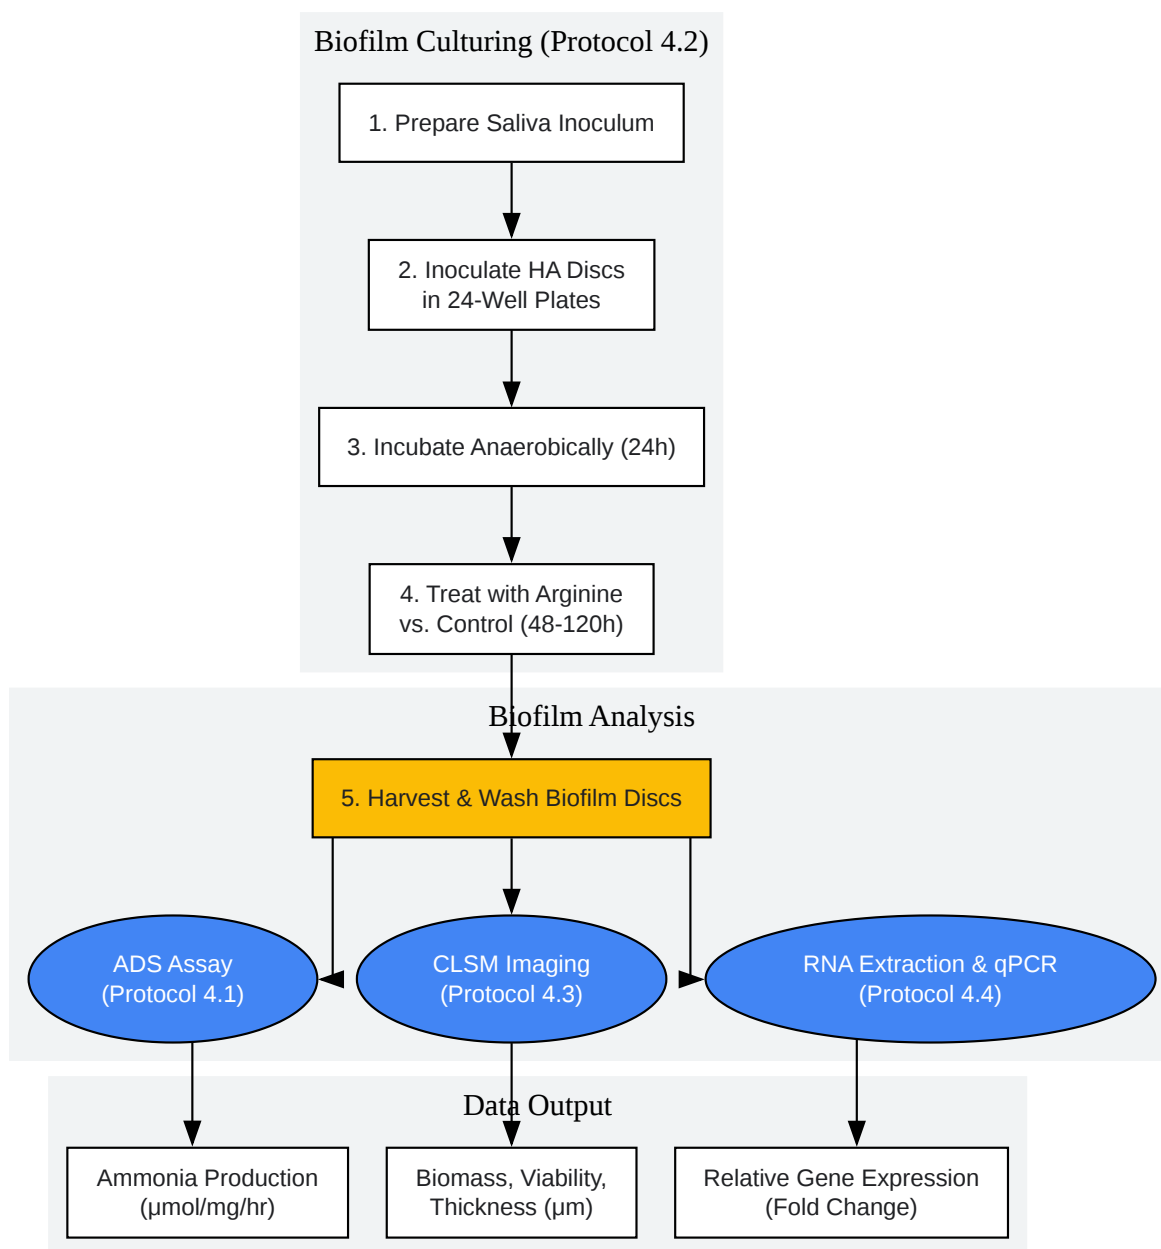 Biofilm Culturing (Protocol 4.2)
1. Prepare Saliva Inoculum
2. Inoculate HA Discs
in 24-Well Plates
3. Incubate Anaerobically (24h)
4. Treat with Arginine
vs. Control (48-120h)
Biofilm Analysis
5. Harvest & Wash Biofilm Discs
ADS Assay
(Protocol 4.1)
CLSM Imaging
(Protocol 4.3)
RNA Extraction & qPCR
(Protocol 4.4)
Data Output
Ammonia Production
(μmol/mg/hr)
Biomass, Viability,
Thickness (μm)
Relative Gene Expression
(Fold Change)